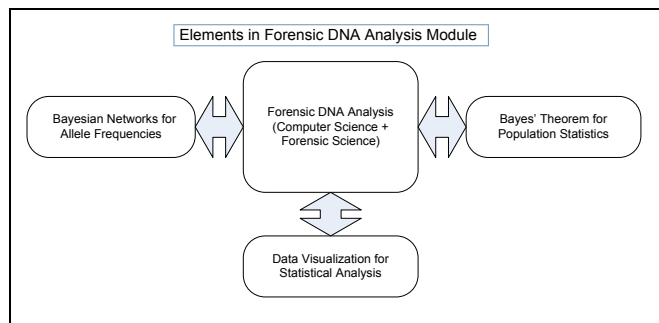 Elements in Forensic DNA Analysis Module
Forensic DNA Analysis
(Computer Science +
Forensic Science)
Bayesian Networks for
Allele Frequencies
Bayes' Theorem for
Population Statistics
Data Visualization for
Statistical Analysis